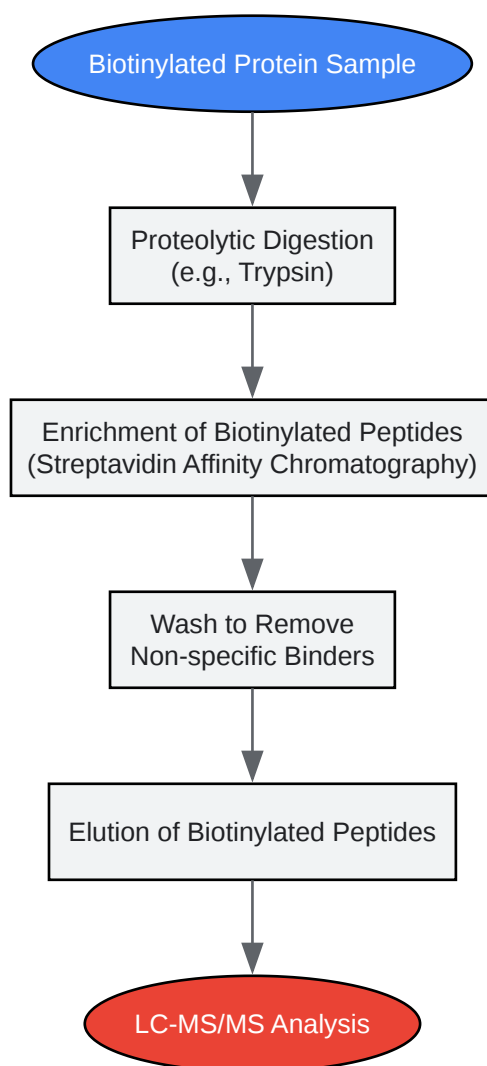 Biotinylated Protein Sample
Proteolytic Digestion
(e.g., Trypsin)
Enrichment of Biotinylated Peptides
(Streptavidin Affinity Chromatography)
Wash to Remove
Non-specific Binders
Elution of Biotinylated Peptides
LC-MS/MS Analysis